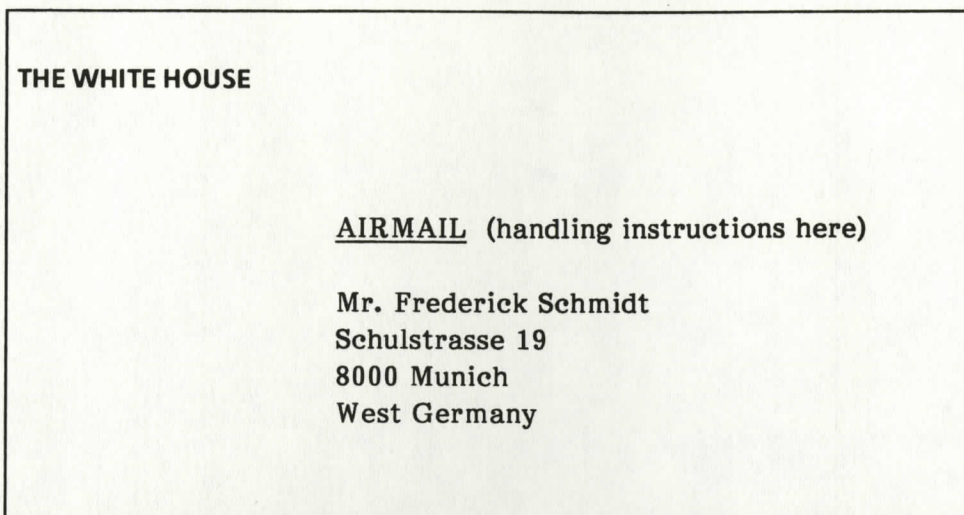 THE WHITE HOUSE
AIRMAIL (handling instructions here)
Mr. Frederick Schmidt
Schulstrasse 19
8000 Munich
West Germany